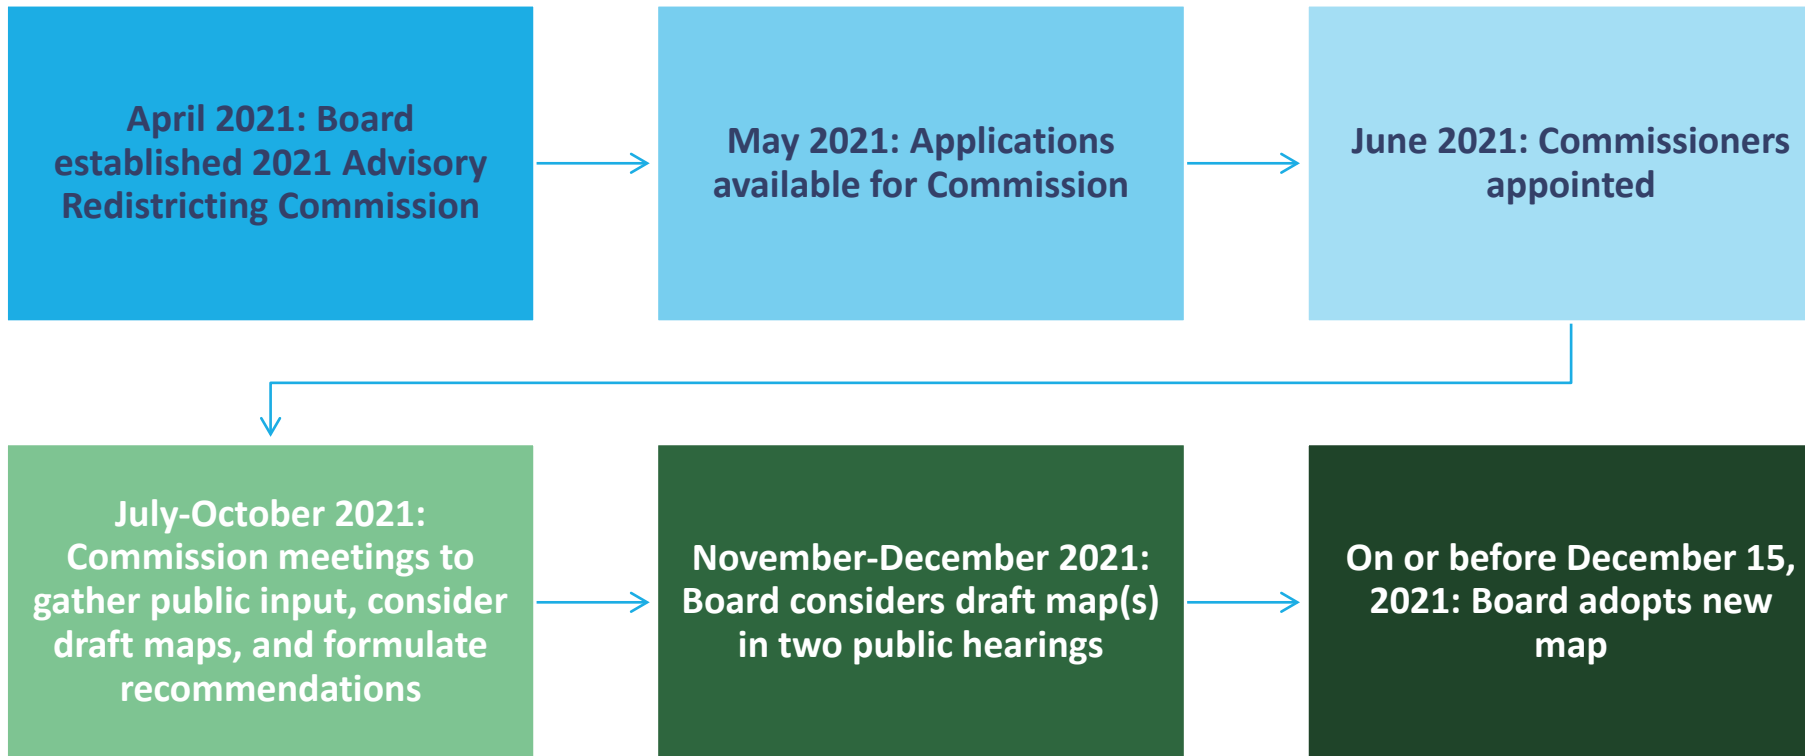 April 2021: Board
established 2021 Advisory
Redistricting Commission
May 2021: Applications
available for Commission
June 2021: Commissioners
appointed
July-October 2021:
Commission meetings to
gather public input, consider
draft maps, and formulate
recommendations
November-December 2021:
Board considers draft map(s)
in two public hearings
On or before December 15,
2021: Board adopts new
map